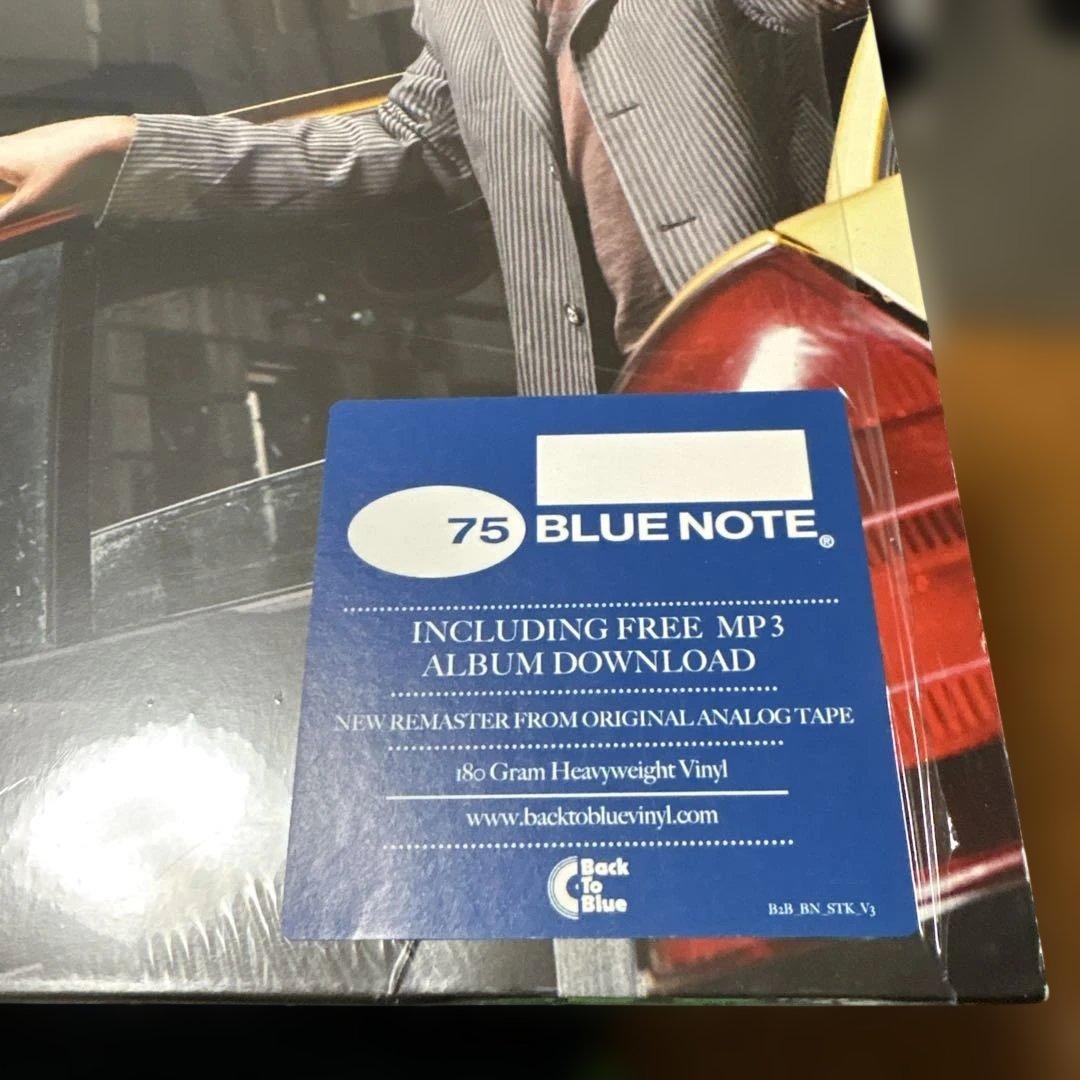 75 BLUE NOTE®
INCLUDING FREE MP3
ALBUM DOWNLOAD
NEW REMASTER FROM ORIGINAL ANALOG TAPE
180 Gram Heavyweight Vinyl
www.backtobluevinyl.com
Back
To
Blue
B2B_BN_STK_V3